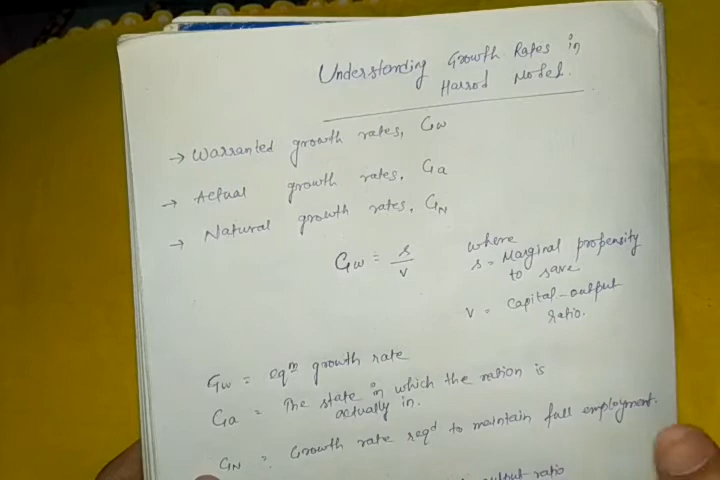 Understanding Growth Rates in
Harrod Model.
→ Warranted growth rates, Gw
→ Actual growth rates, Ga
→ Natural growth rates, GN
Gw = s/v
where
s = Marginal propensity
to save
v = Capital-output
ratio.
Gw = eqm growth rate
Ga = The state in which the nation is
actually in.
GN = Growth rate reqd to maintain full employment.
output ratio